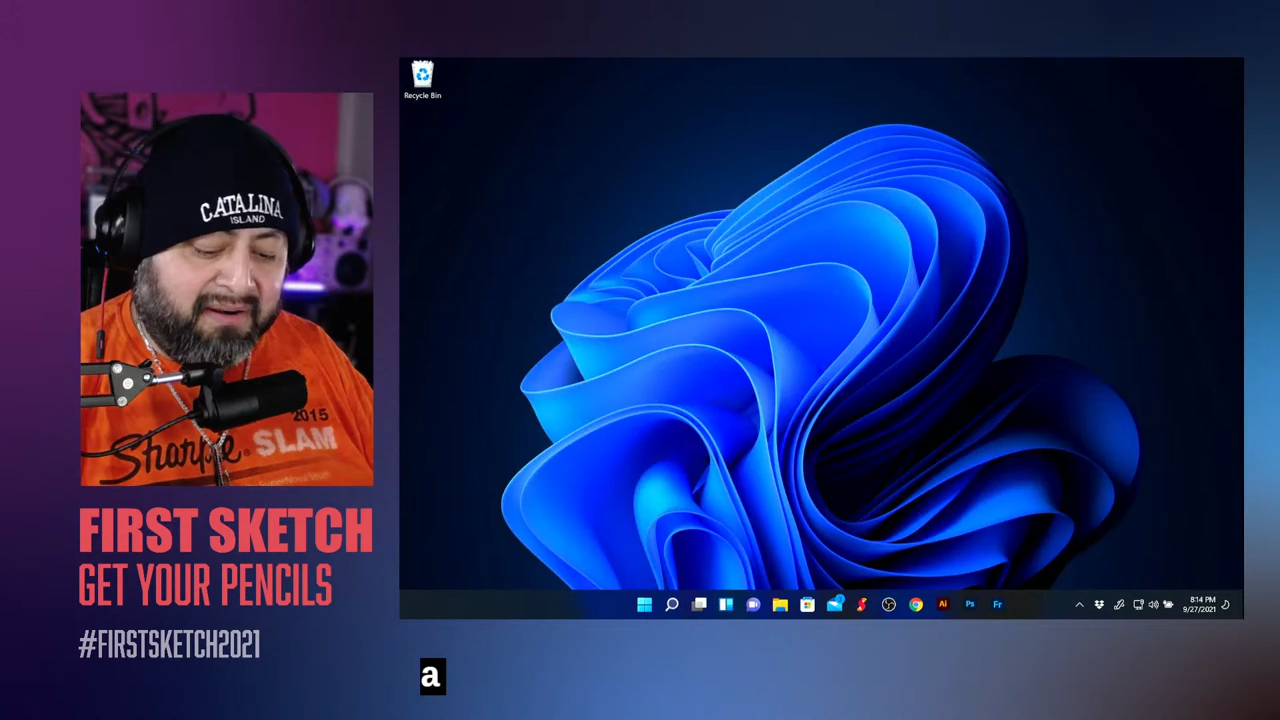 Recycle Bin
CATALINA
ISLAND
2015
Sharpie
SLAM
FIRST SKETCH
GET YOUR PENCILS
#FIRSTSKETCH2021
Ai
Ps
Fr
8:14 PM
9/27/2021
a